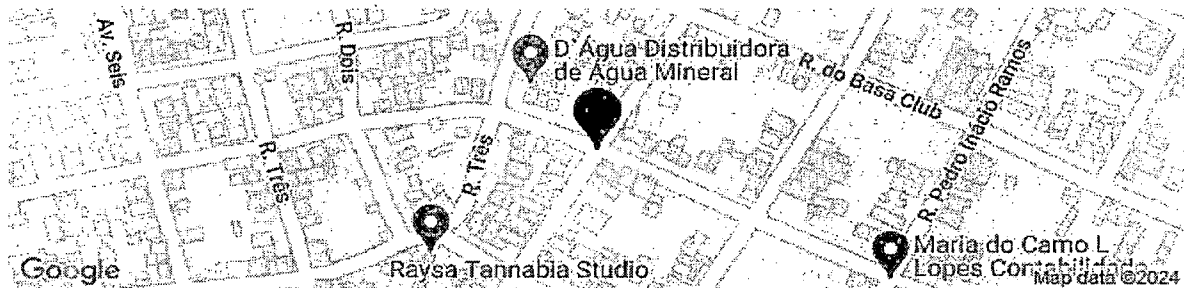 Av. Seis
R. Dois
R. Três
R. Três
D'Água Distribuidora
de Água Mineral
R. do Basa Club
R. Pedro Inácio Ramos
Raysa Tannabia Studio
Maria do Camo L
Lopes Contabilidade
Google
Map data ©2024